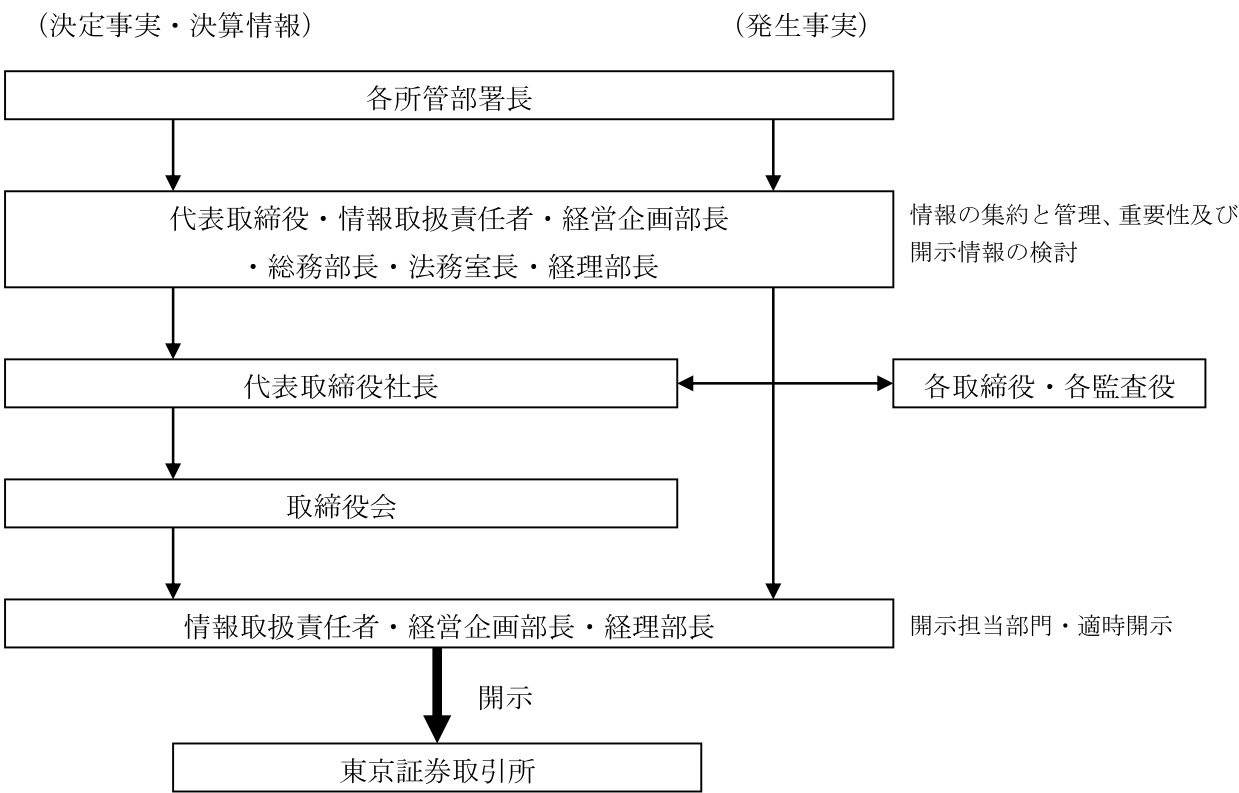 （決定事実・決算情報）
（発生事実）
各所管部署長
代表取締役・情報取扱責任者・経営企画部長
・総務部長・法務室長・経理部長
情報の集約と管理、重要性及び
開示情報の検討
代表取締役社長
各取締役・各監査役
取締役会
情報取扱責任者・経営企画部長・経理部長
開示担当部門・適時開示
開示
東京証券取引所